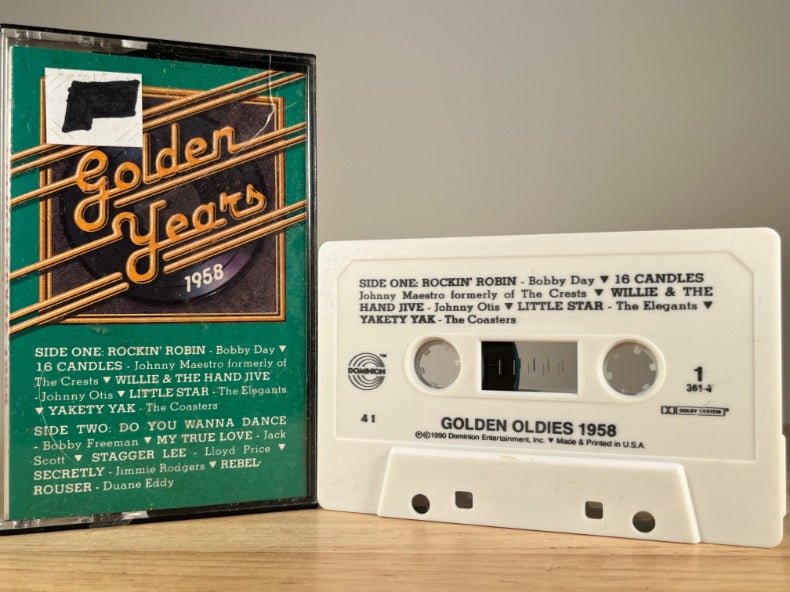 Golden
Years
1958
SIDE ONE: ROCKIN' ROBIN - Bobby Day ▼
16 CANDLES - Johnny Maestro formerly of
The Crests ▼ WILLIE & THE HAND JIVE
- Johnny Otis ▼ LITTLE STAR - The Elegants
▼ YAKETY YAK - The Coasters
SIDE TWO: DO YOU WANNA DANCE
- Bobby Freeman ▼ MY TRUE LOVE - Jack
Scott ▼ STAGGER LEE - Lloyd Price ▼
SECRETLY - Jimmie Rodgers ▼ REBEL-
ROUSER - Duane Eddy
SIDE ONE: ROCKIN' ROBIN - Bobby Day ▼ 16 CANDLES
Johnny Maestro formerly of The Crests ▼ WILLIE & THE
HAND JIVE - Johnny Otis ▼ LITTLE STAR - The Elegants ▼
YAKETY YAK - The Coasters
DOMINION™
1
361-4
DOLBY SYSTEM®
41
GOLDEN OLDIES 1958
℗©1990 Dominion Entertainment, Inc. ▼ Made & Printed in U.S.A.